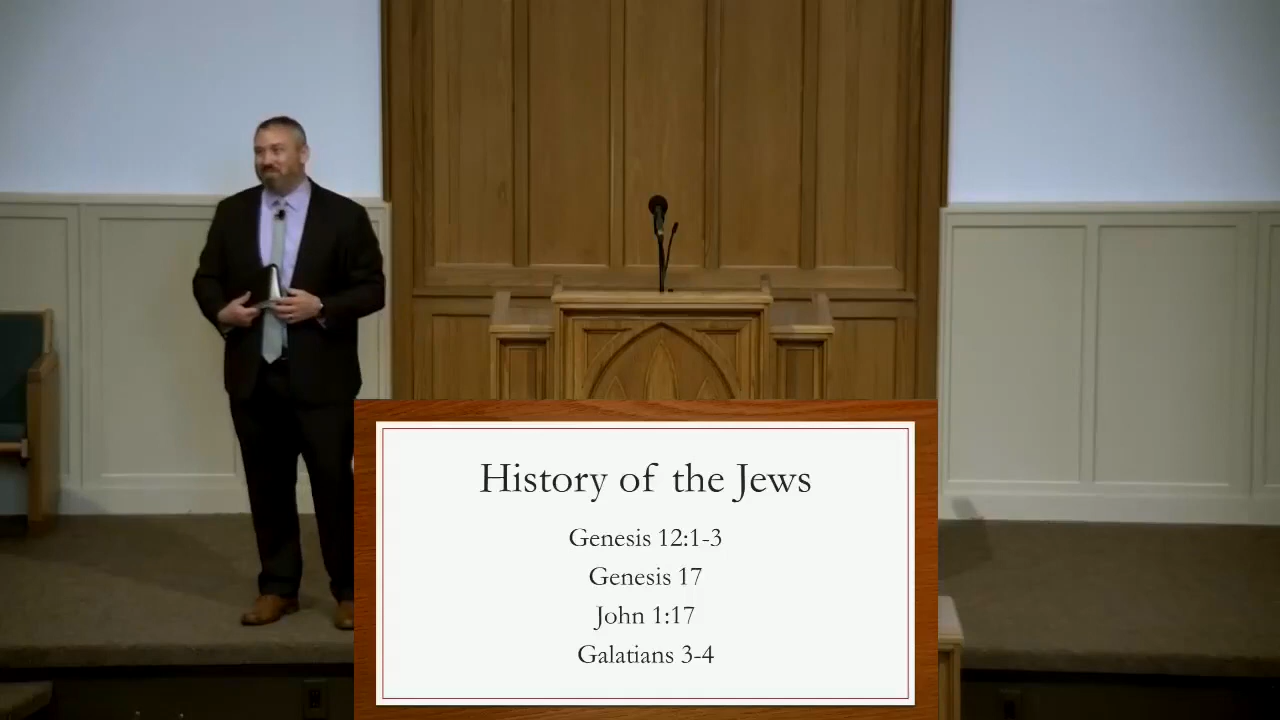 History of the Jews
Genesis 12:1-3
Genesis 17
John 1:17
Galatians 3-4